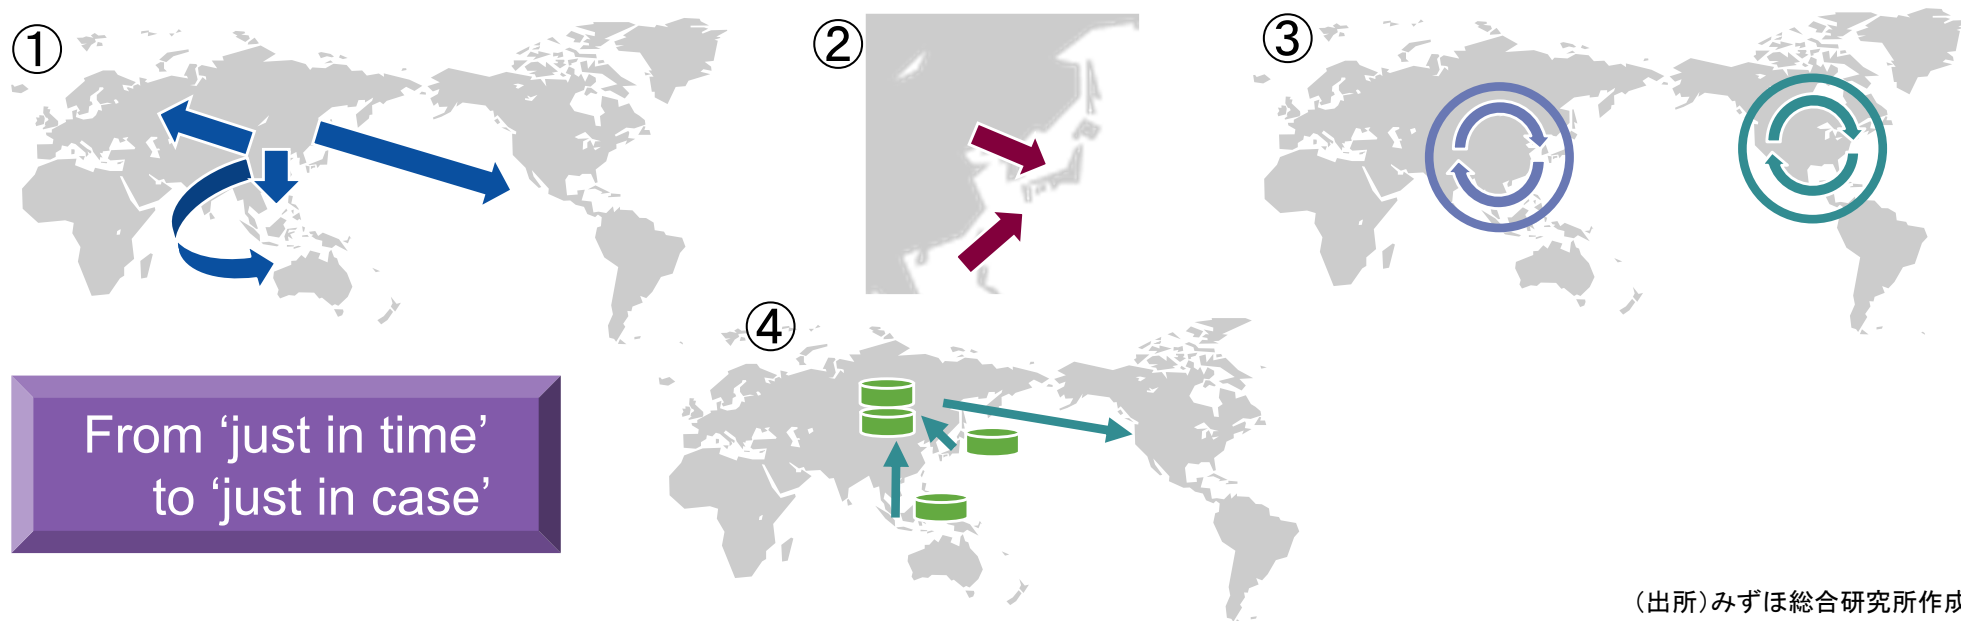 ①
②
③
④
From ‘just in time’
to ‘just in case’
（出所）みずほ総合研究所作成